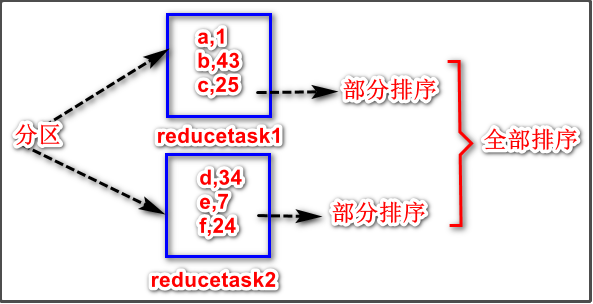 分区
a,1
b,43
c,25
reducetask1
部分排序
d,34
e,7
f,24
reducetask2
部分排序
全部排序